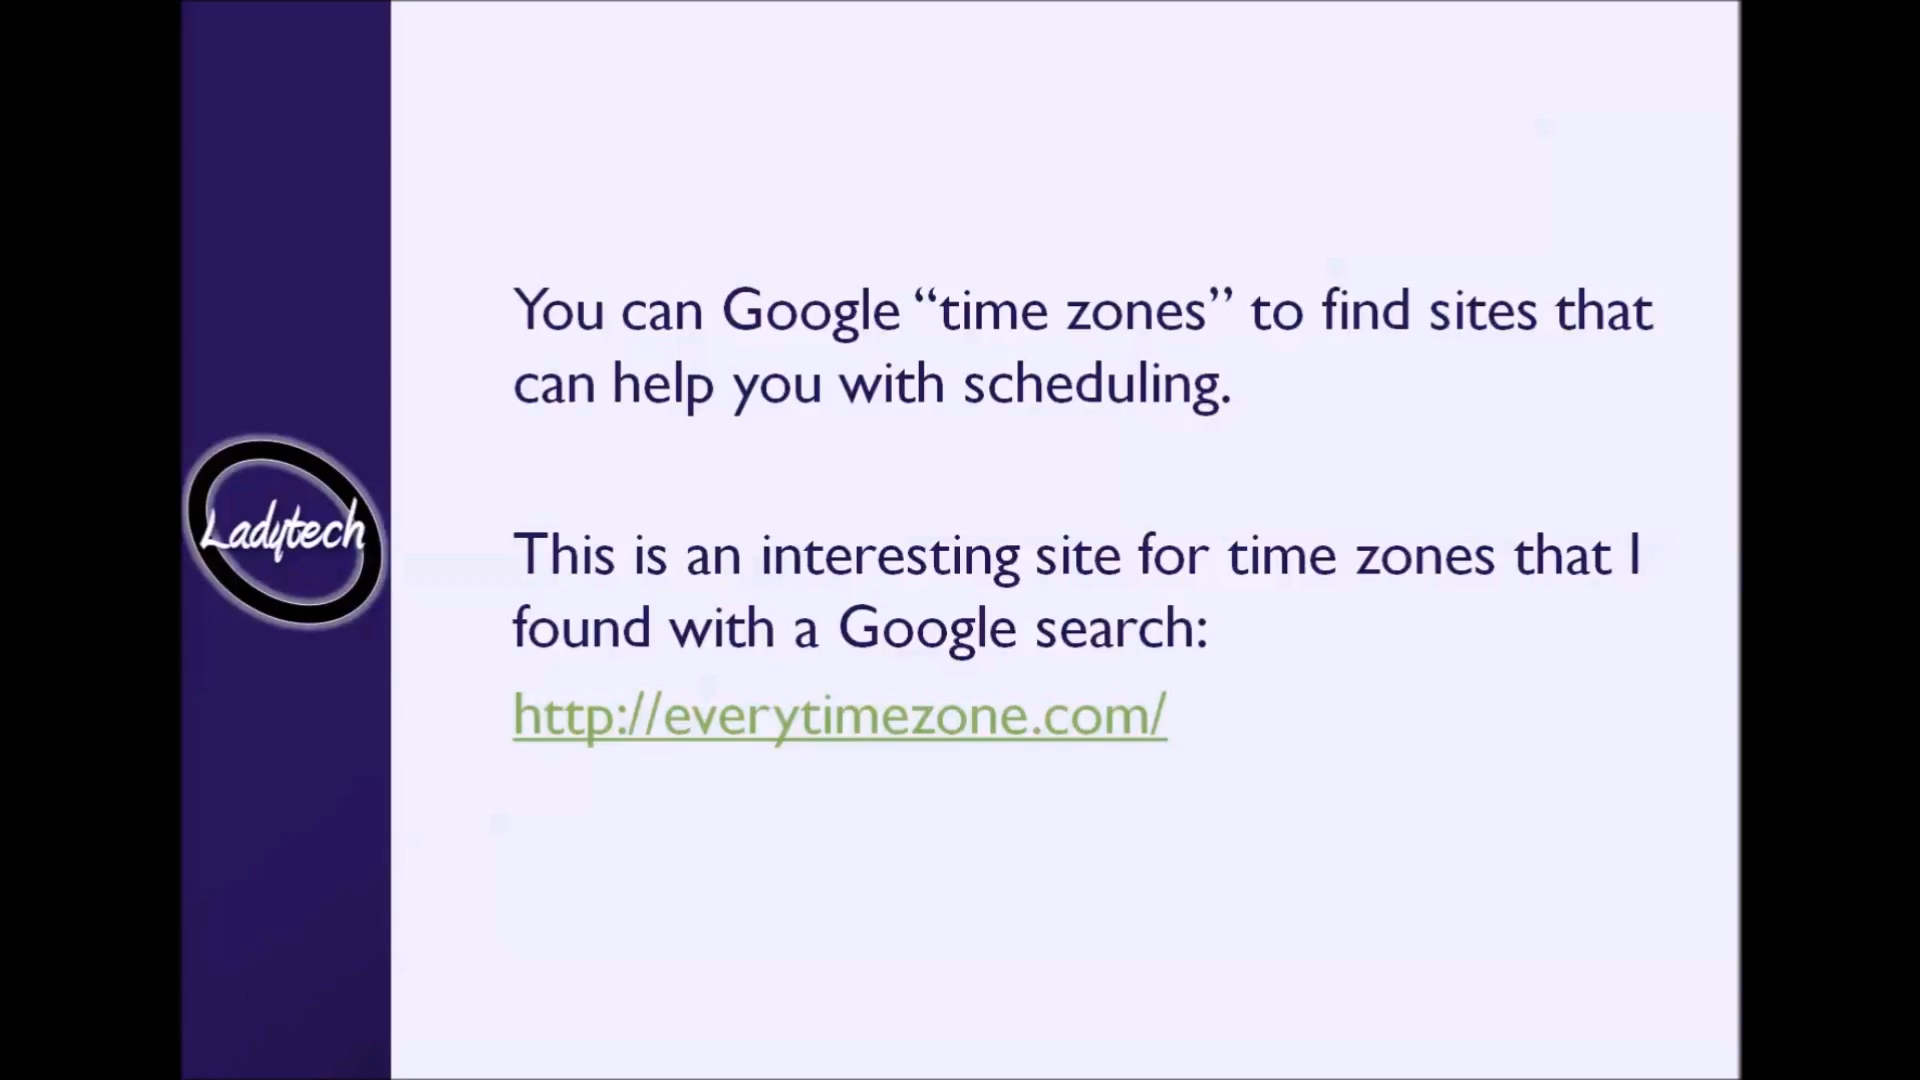 You can Google “time zones” to find sites that
can help you with scheduling.
Ladytech
This is an interesting site for time zones that I
found with a Google search:
http://everytimezone.com/